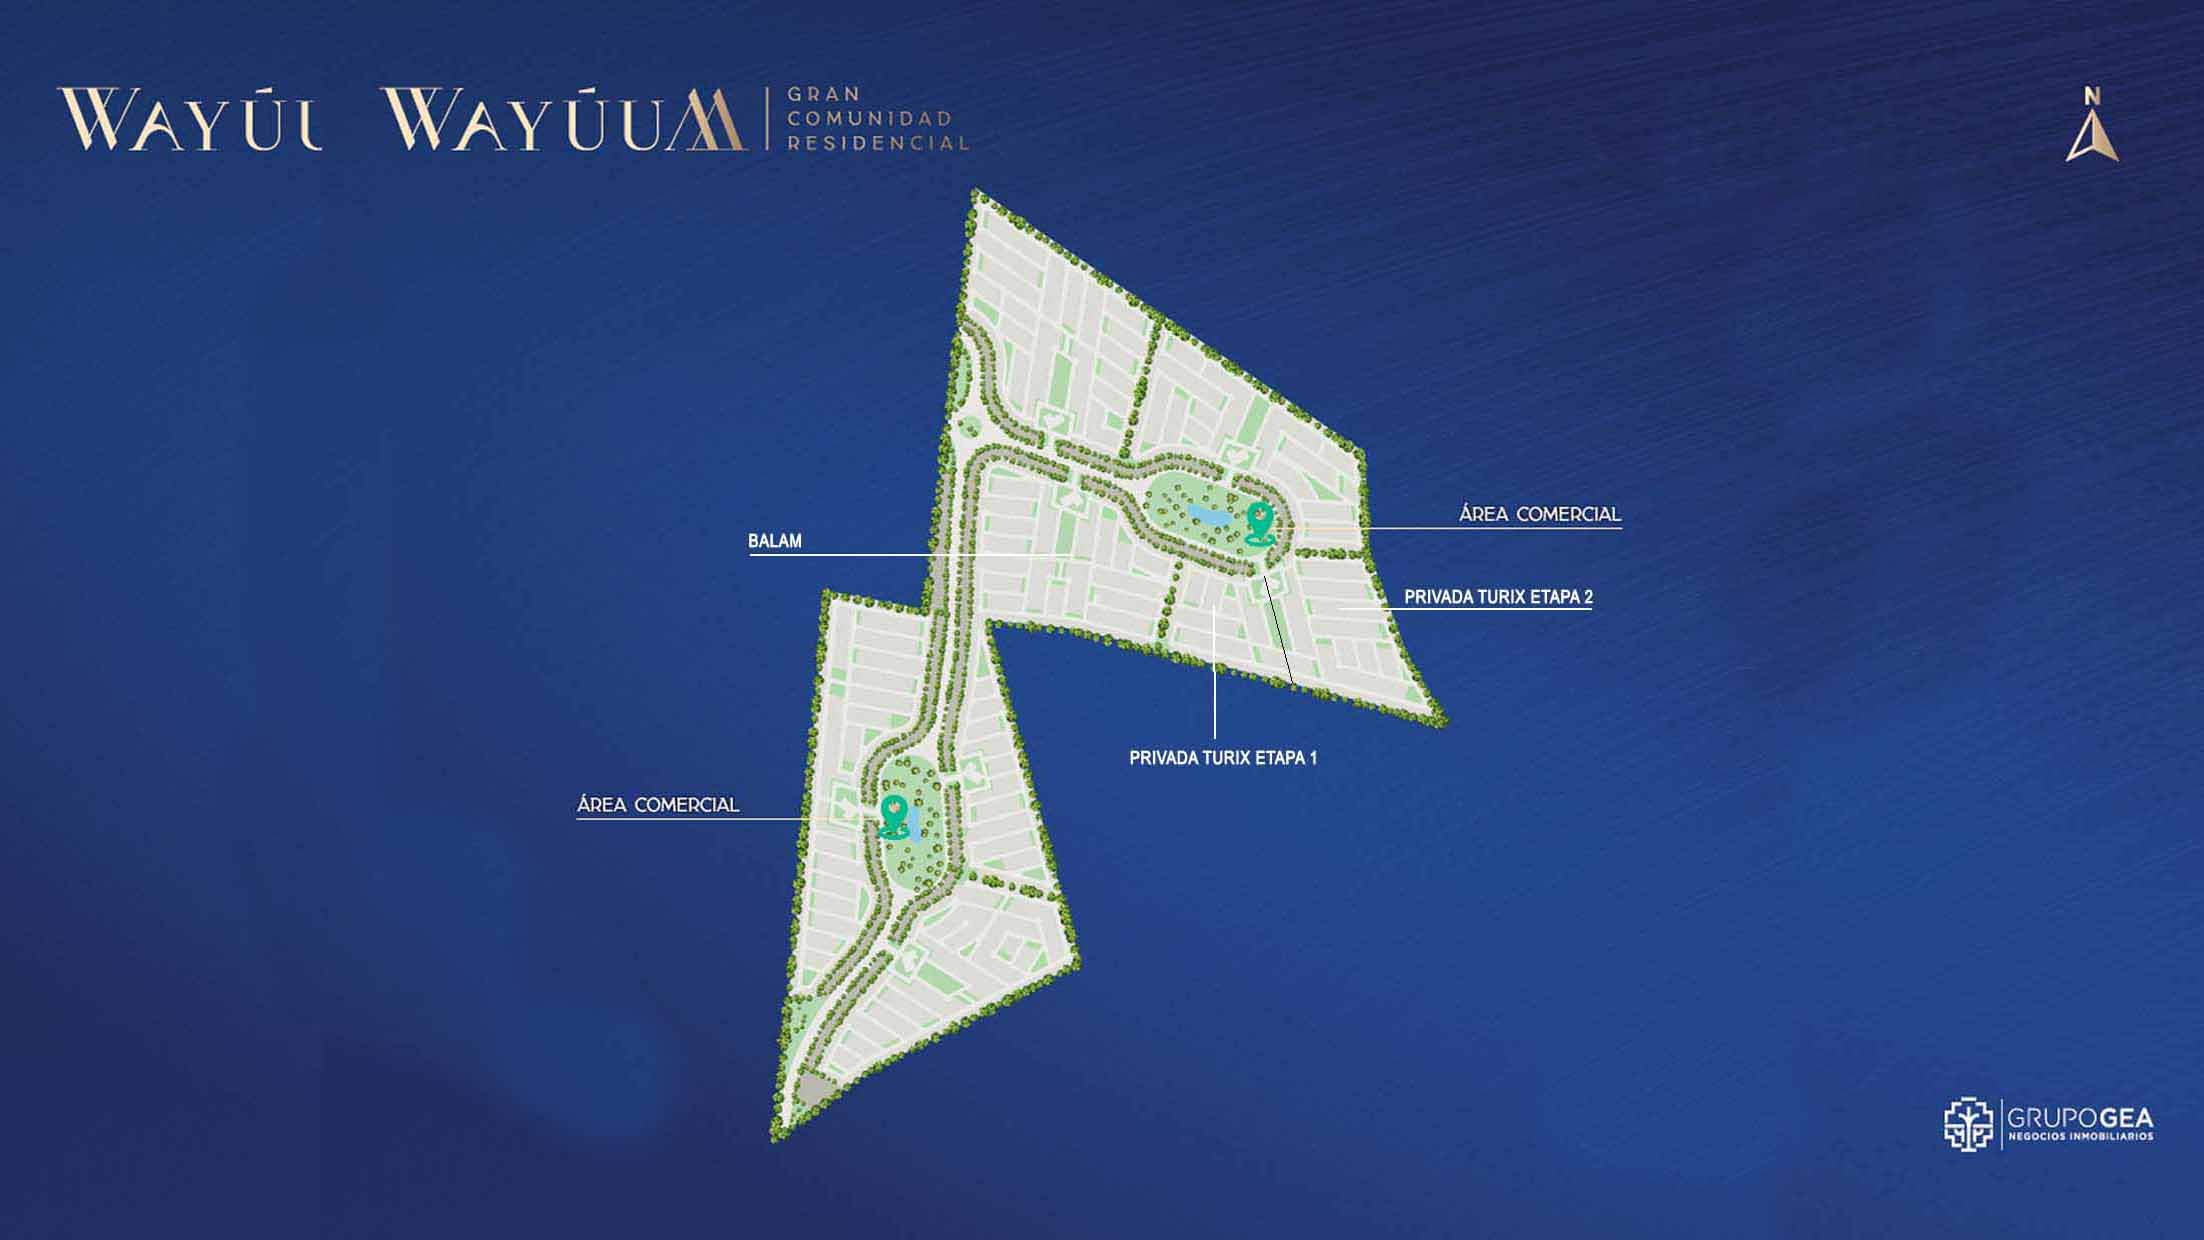 WAYÚU WAYÚUM
GRAN
COMUNIDAD
RESIDENCIAL
N
ÁREA COMERCIAL
BALAM
PRIVADA TURIX ETAPA 2
PRIVADA TURIX ETAPA 1
ÁREA COMERCIAL
GRUPOGEA
NEGOCIOS INMOBILIARIOS